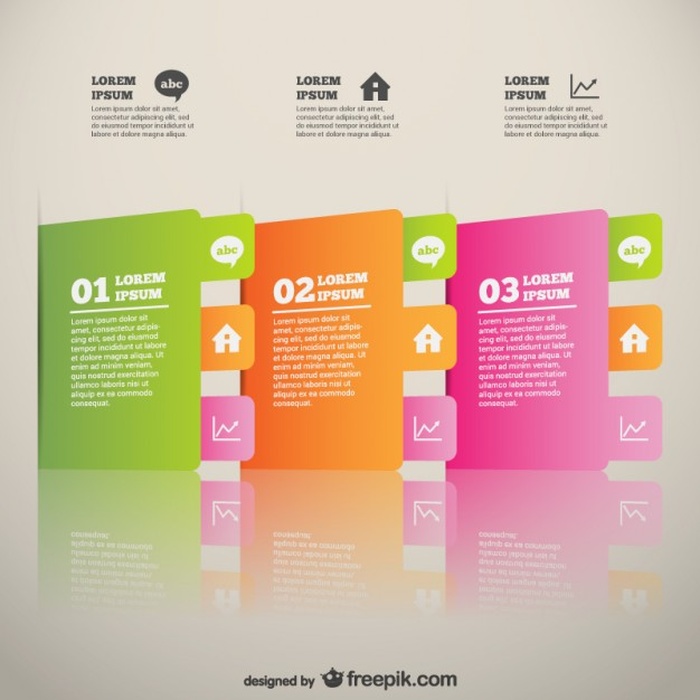 LOREM
IPSUM
abc
Lorem ipsum dolor sit amet,
consectetur adipiscing elit, sed
do eiusmod tempor incididunt ut
labore et dolore magna aliqua.
LOREM
IPSUM
Lorem ipsum dolor sit amet,
consectetur adipiscing elit, sed
do eiusmod tempor incididunt ut
labore et dolore magna aliqua.
LOREM
IPSUM
Lorem ipsum dolor sit amet,
consectetur adipiscing elit, sed
do eiusmod tempor incididunt ut
labore et dolore magna aliqua.
01 LOREM
IPSUM
Lorem ipsum dolor sit
amet, consectetur adipis-
cing elit, sed do eiusmod
tempor incididunt ut labore
et dolore magna aliqua. Ut
enim ad minim veniam,
quis nostrud exercitation
ullamco laboris nisi ut
aliquip ex ea commodo
consequat.
abc
02 LOREM
IPSUM
Lorem ipsum dolor sit
amet, consectetur adipis-
cing elit, sed do eiusmod
tempor incididunt ut labore
et dolore magna aliqua. Ut
enim ad minim veniam,
quis nostrud exercitation
ullamco laboris nisi ut
aliquip ex ea commodo
consequat.
abc
03 LOREM
IPSUM
Lorem ipsum dolor sit
amet, consectetur adipis-
cing elit, sed do eiusmod
tempor incididunt ut labore
et dolore magna aliqua. Ut
enim ad minim veniam,
quis nostrud exercitation
ullamco laboris nisi ut
aliquip ex ea commodo
consequat.
abc
designed by freepik.com